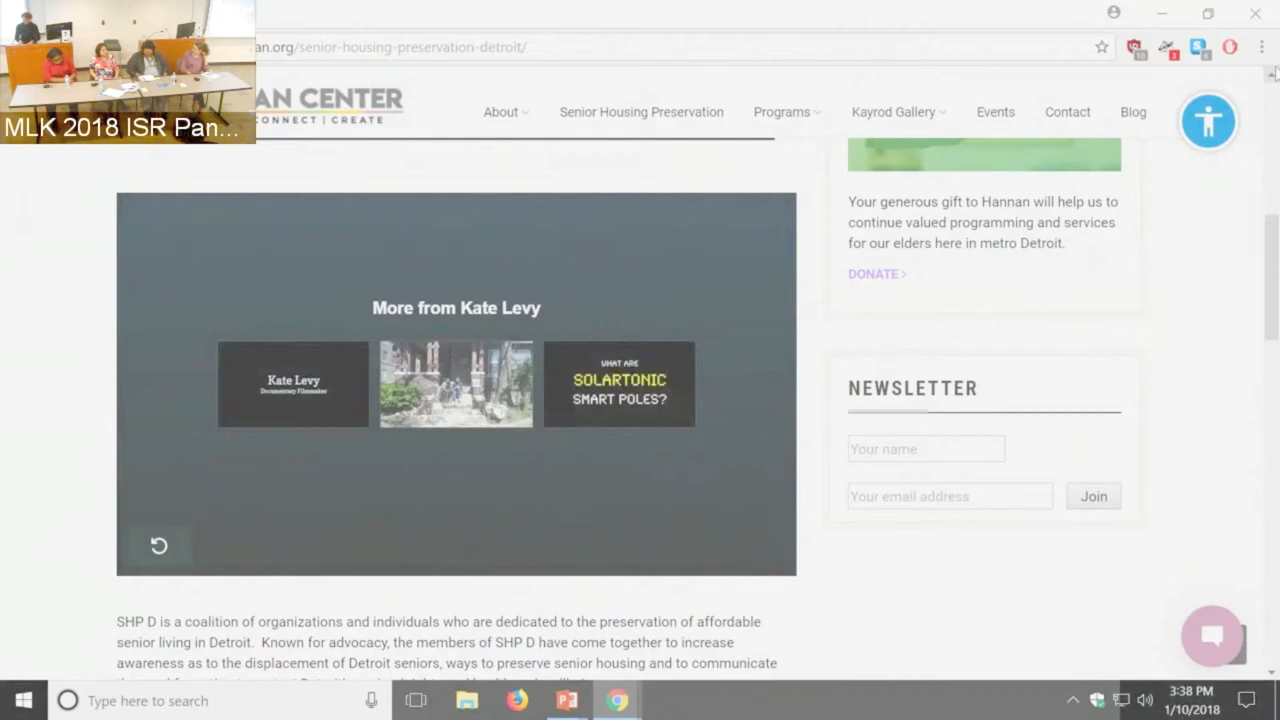 MLK 2018 ISR Pan...
an.org/senior-housing-preservation-detroit/
10
3
6
AN CENTER
CONNECT | CREATE
About
Senior Housing Preservation
Programs
Kayrod Gallery
Events
Contact
Blog
Your generous gift to Hannan will help us to
continue valued programming and services
for our elders here in metro Detroit.
DONATE >
More from Kate Levy
Kate Levy
Documentary Filmmaker
WHAT ARE
SOLARTONIC
SMART POLES?
NEWSLETTER
Your name
Your email address
Join
SHP D is a coalition of organizations and individuals who are dedicated to the preservation of affordable
senior living in Detroit. Known for advocacy, the members of SHP D have come together to increase
awareness as to the displacement of Detroit seniors, ways to preserve senior housing and to communicate
Type here to search
3:38 PM
1/10/2018